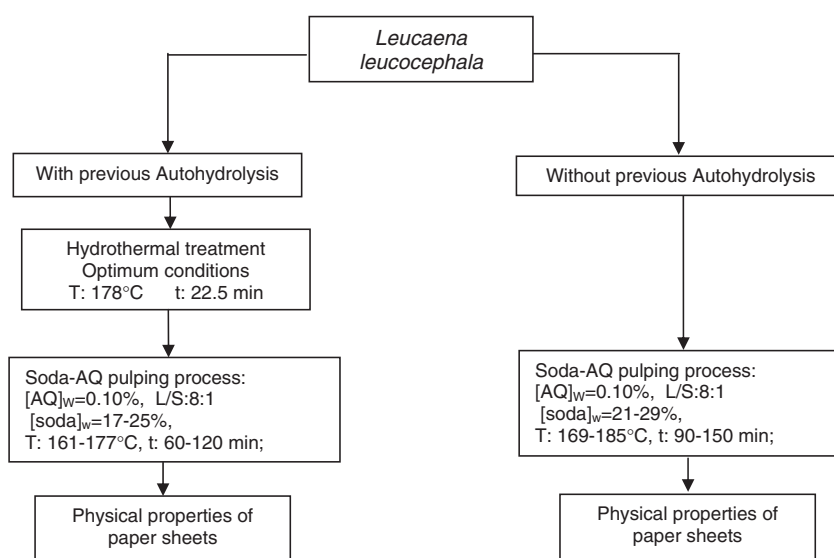 Leucaena
leucocephala
With previous Autohydrolysis
Without previous Autohydrolysis
Hydrothermal treatment
Optimum conditions
T: 178°C t: 22.5 min
Soda-AQ pulping process:
[AQ]w=0.10%, L/S:8:1
[soda]w=17-25%,
T: 161-177°C, t: 60-120 min;
Soda-AQ pulping process:
[AQ]w=0.10%, L/S:8:1
[soda]w=21-29%,
T: 169-185°C, t: 90-150 min;
Physical properties of
paper sheets
Physical properties of
paper sheets